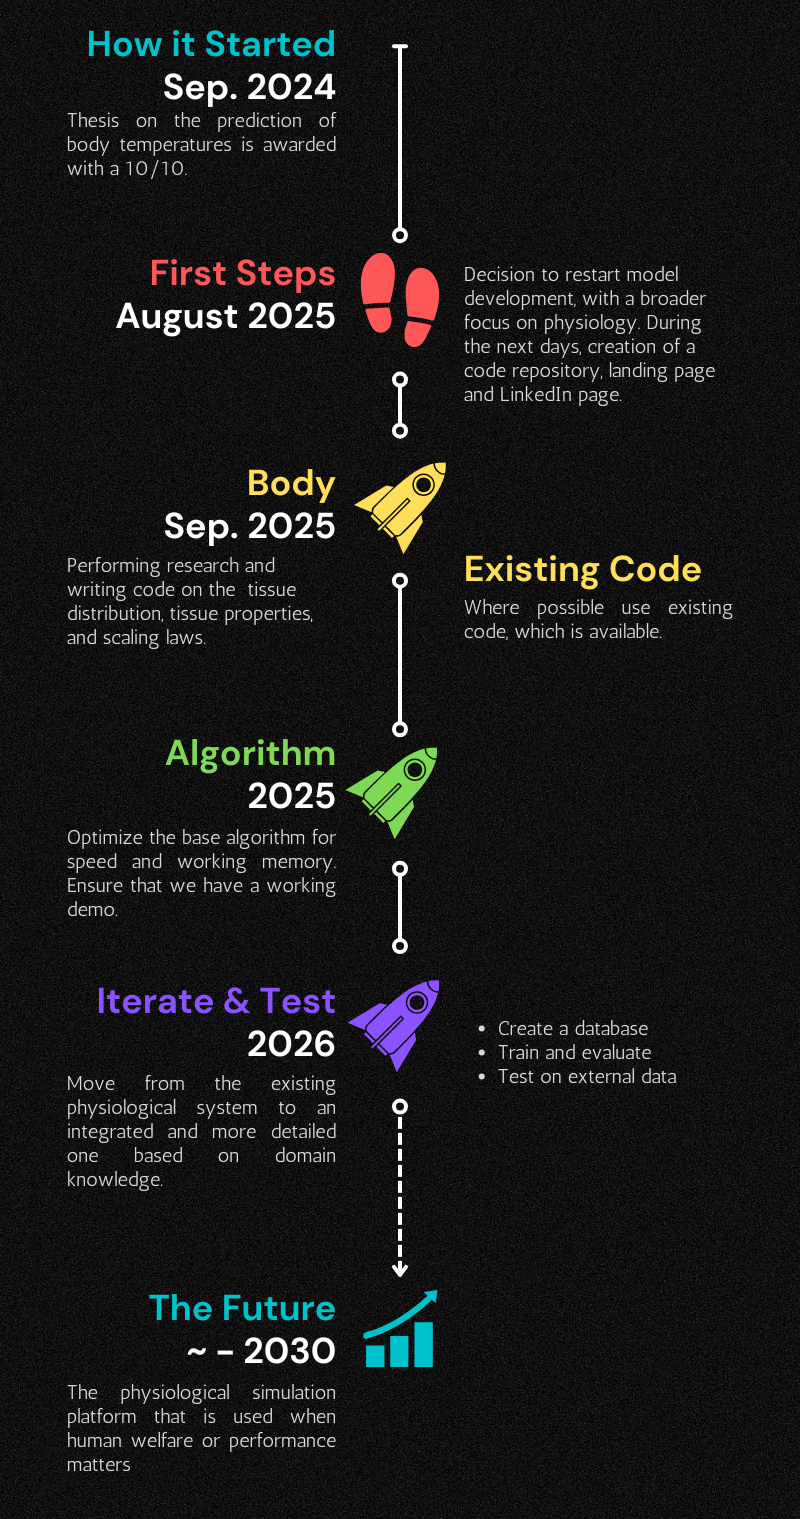 How it Started
Sep. 2024
Thesis on the prediction of
body temperatures is awarded
with a 10/10.
First Steps
August 2025
Decision to restart model
development, with a broader
focus on physiology. During
the next days, creation of a
code repository, landing page
and LinkedIn page.
Body
Sep. 2025
Performing research and
writing code on the tissue
distribution, tissue properties,
and scaling laws.
Existing Code
Where possible use existing
code, which is available.
Algorithm
2025
Optimize the base algorithm for
speed and working memory.
Ensure that we have a working
demo.
Iterate & Test
2026
Move from the existing
physiological system to an
integrated and more detailed
one based on domain
knowledge.
• Create a database
• Train and evaluate
• Test on external data
The Future
~ - 2030
The physiological simulation
platform that is used when
human welfare or performance
matters